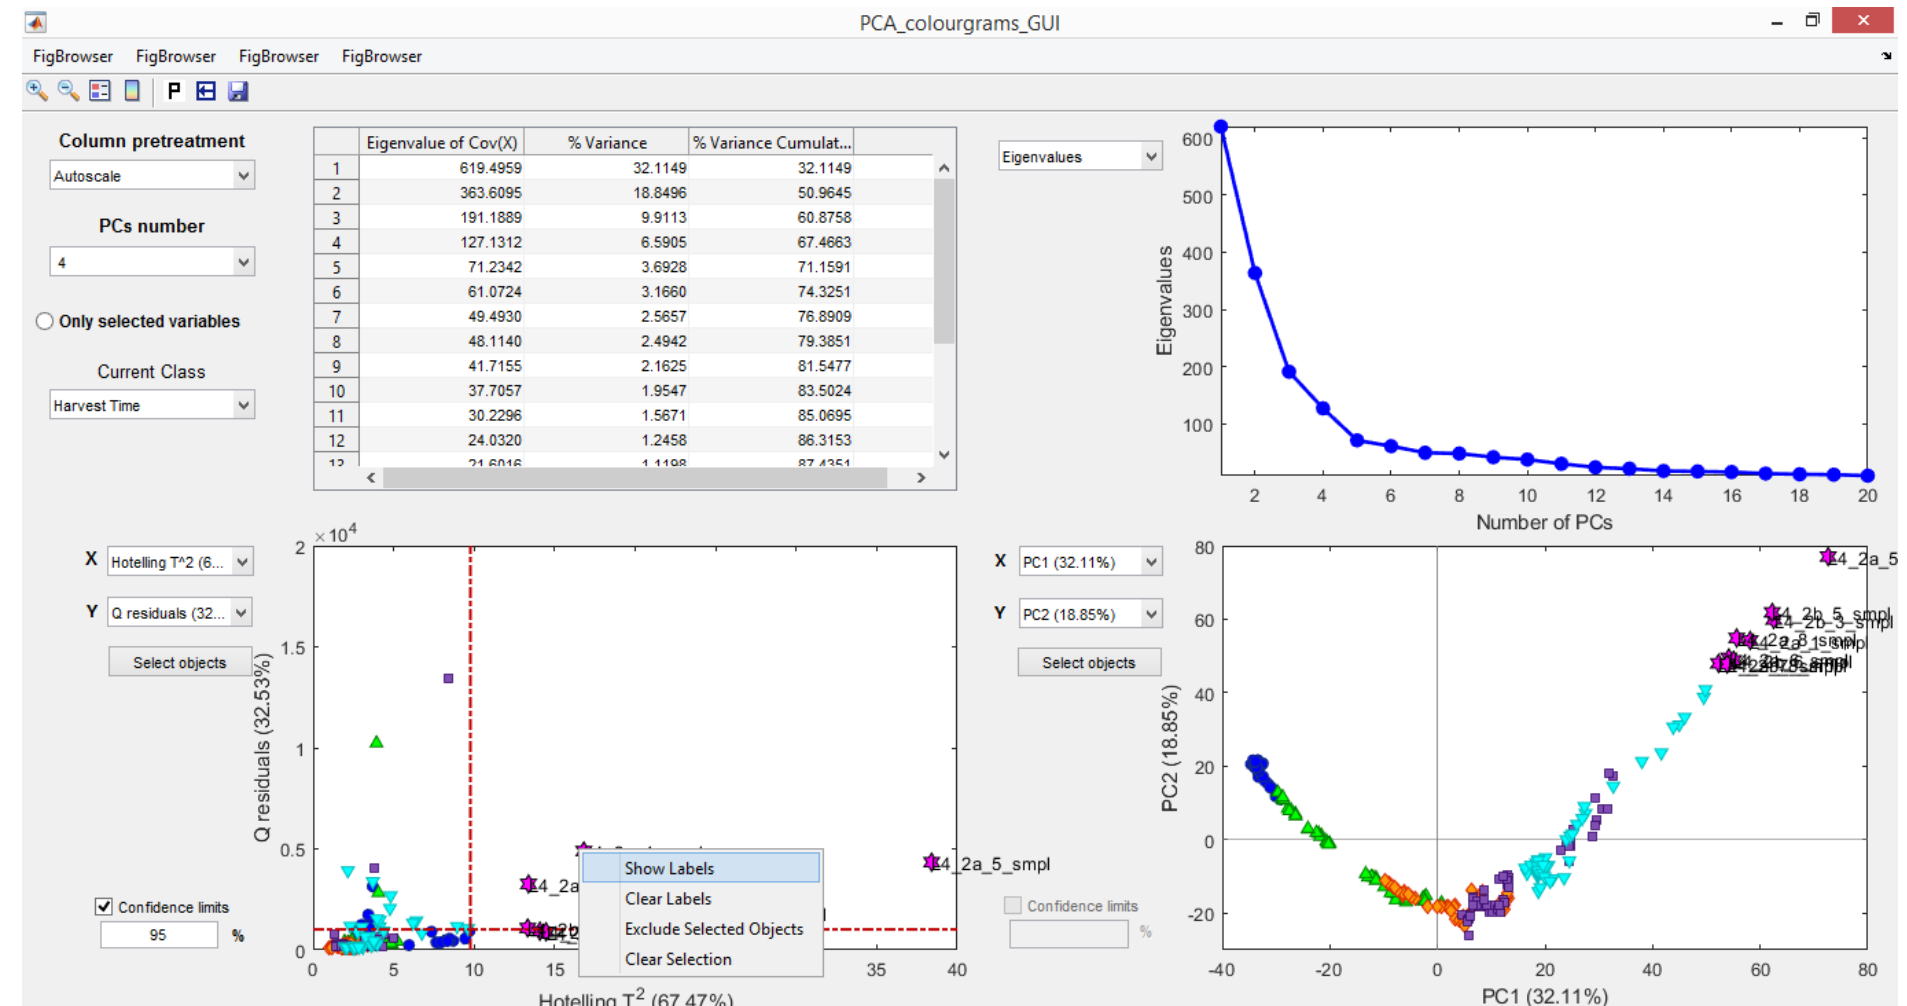 PCA_colourgrams_GUI
FigBrowser FigBrowser FigBrowser FigBrowser
P
Column pretreatment
Autoscale
PCs number
4
Only selected variables
Current Class
Harvest Time
Eigenvalue of Cov(X) % Variance % Variance Cumulat...
1 619.4959 32.1149 32.1149
2 363.6095 18.8496 50.9645
3 191.1889 9.9113 60.8758
4 127.1312 6.5905 67.4663
5 71.2342 3.6928 71.1591
6 61.0724 3.1660 74.3251
7 49.4930 2.5657 76.8909
8 48.1140 2.4942 79.3851
9 41.7155 2.1625 81.5477
10 37.7057 1.9547 83.5024
11 30.2296 1.5671 85.0695
12 24.0320 1.2458 86.3153
13 21.6016 1.1198 87.4351
Eigenvalues
600
500
400
300
200
100
Eigenvalues
2 4 6 8 10 12 14 16 18 20
Number of PCs
X Hotelling T^2 (6...
Y Q residuals (32...
Select objects
Confidence limits
95 %
×10^4
2
1.5
1
0.5
0
Q residuals (32.53%)
4_2a_5_smpl
Show Labels
Clear Labels
Exclude Selected Objects
Clear Selection
0 5 10 15 35 40
Hotelling T^2 (67.47%)
X PC1 (32.11%)
Y PC2 (18.85%)
Select objects
Confidence limits
%
80
60
40
20
0
-20
PC2 (18.85%)
4_2a_5
4_2b_5_smpl
4_2b_3_smpl
-40 -20 0 20 40 60 80
PC1 (32.11%)